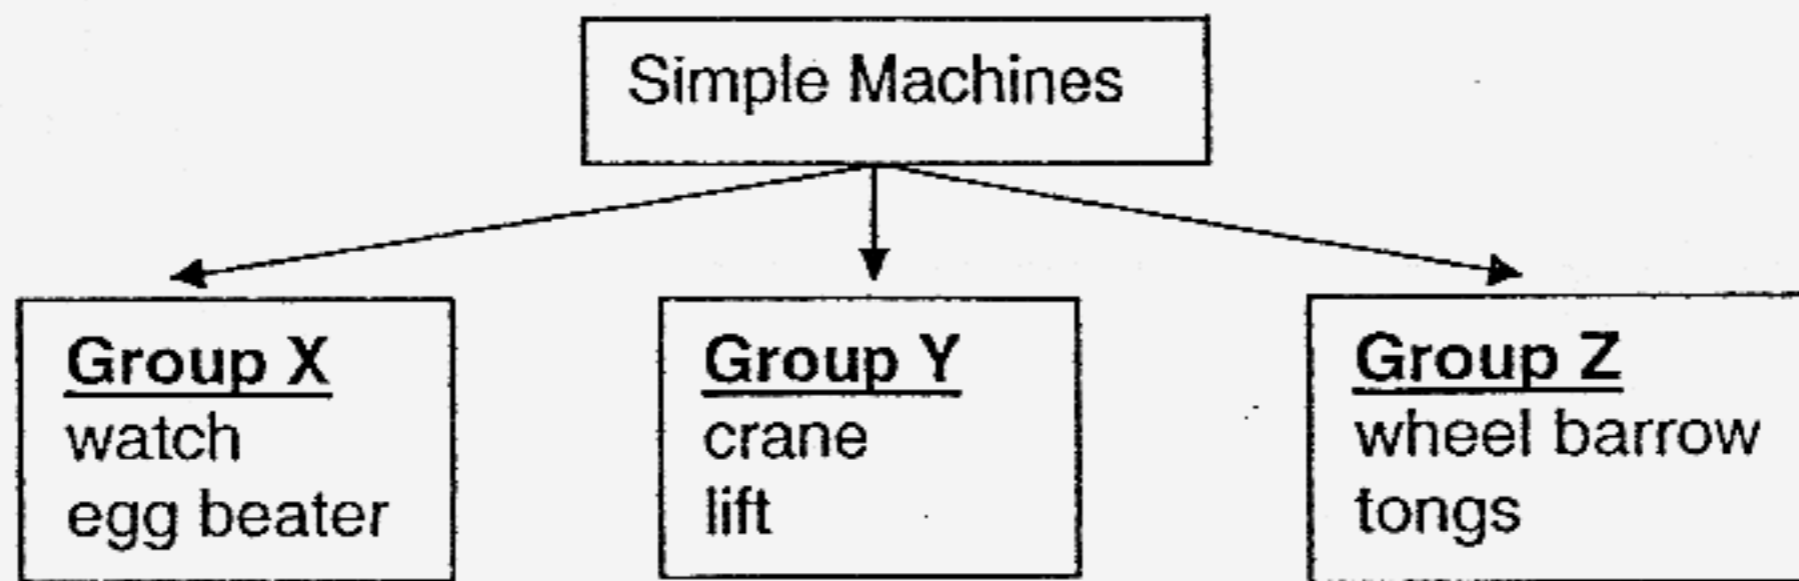 Simple Machines
Group X
watch
egg beater
Group Y
crane
lift
Group Z
wheel barrow
tongs